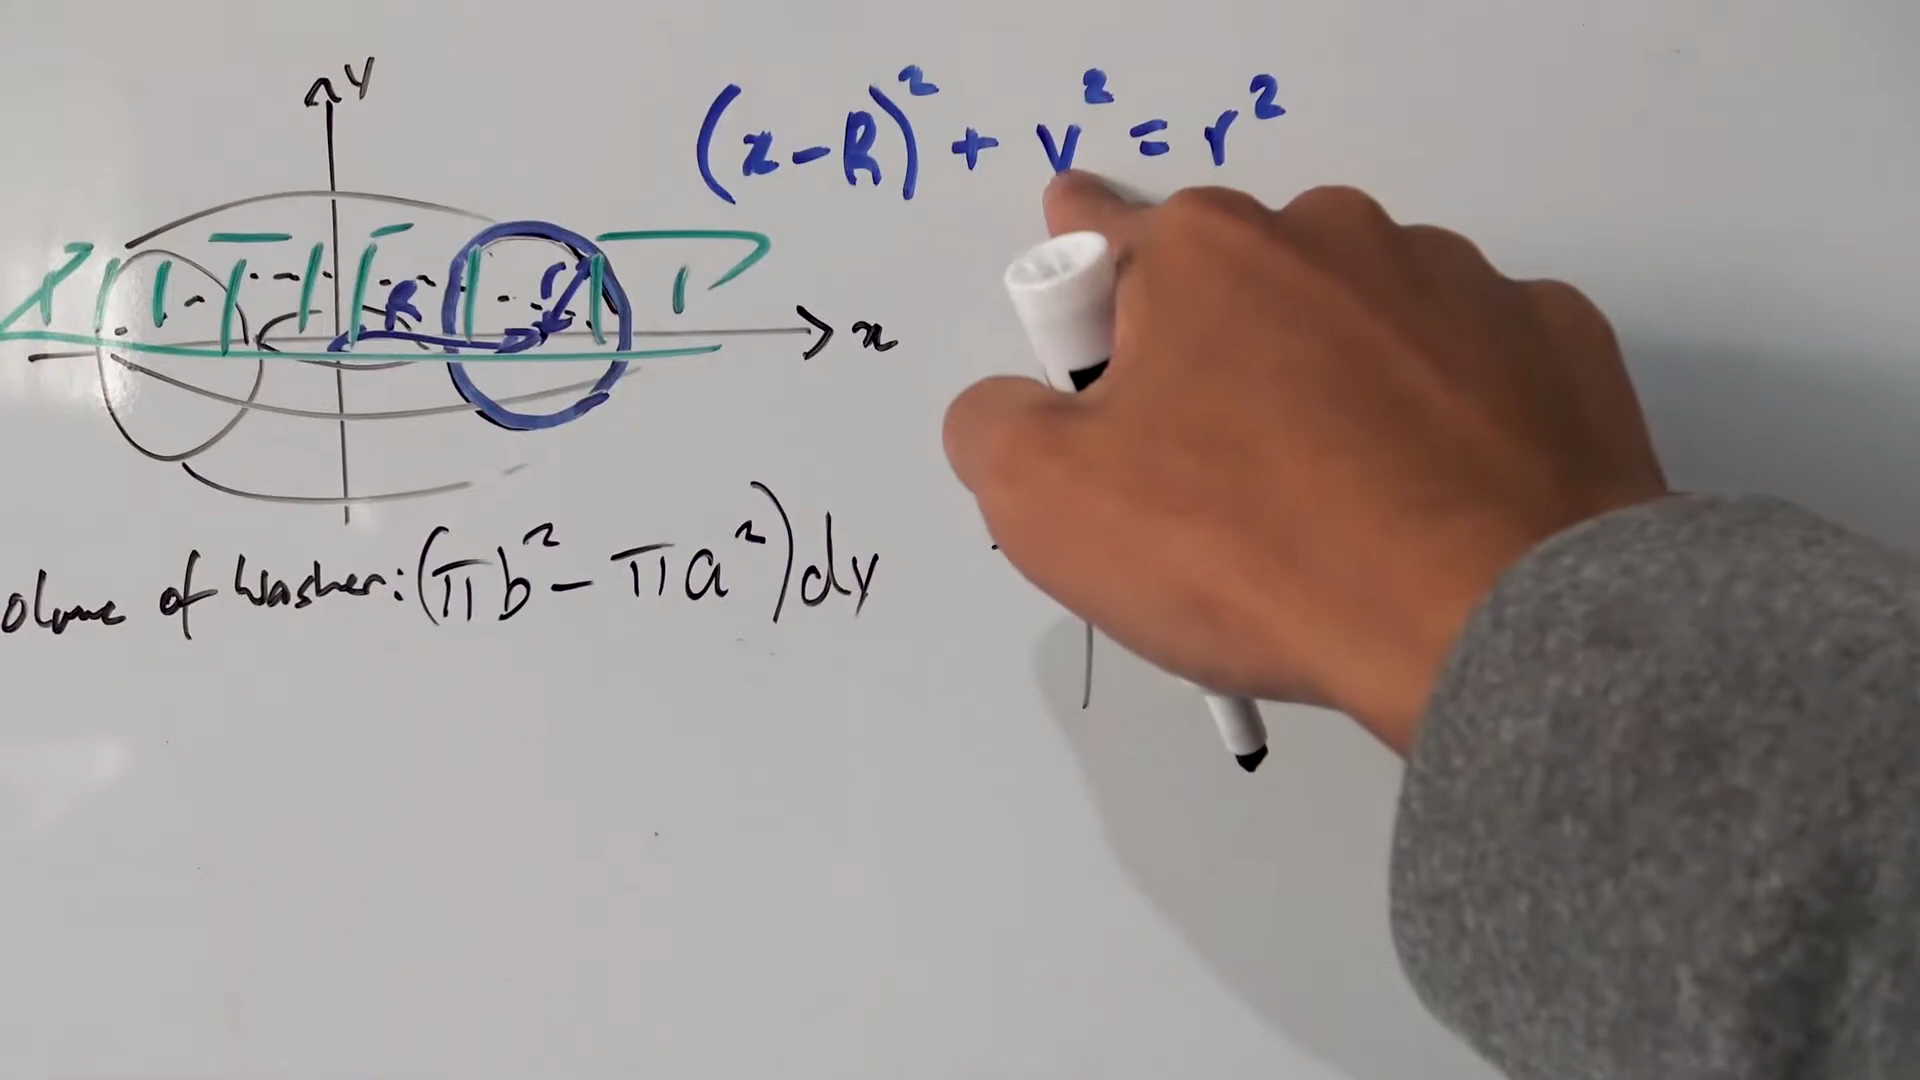 y
(x-R)² + y² = r²
R
r
x
olume of Washer: (πb² - πa²)dy